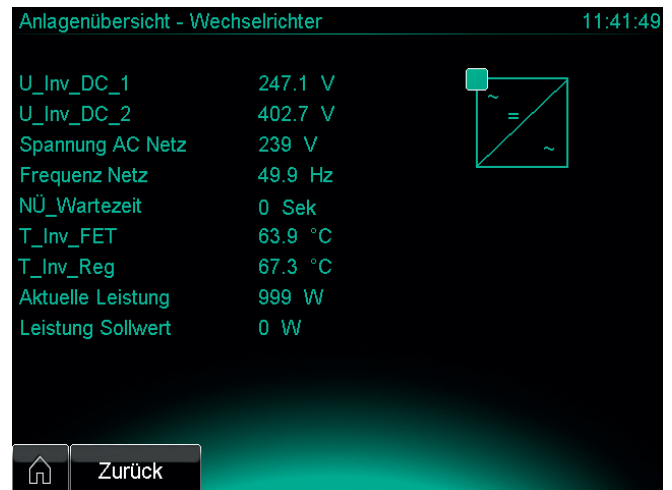 Anlagenübersicht - Wechselrichter 11:41:49
U_Inv_DC_1 247.1 V
U_Inv_DC_2 402.7 V
Spannung AC Netz 239 V
Frequenz Netz 49.9 Hz
NÜ_Wartezeit 0 Sek
T_Inv_FET 63.9 °C
T_Inv_Reg 67.3 °C
Aktuelle Leistung 999 W
Leistung Sollwert 0 W
~
=
~
Zurück